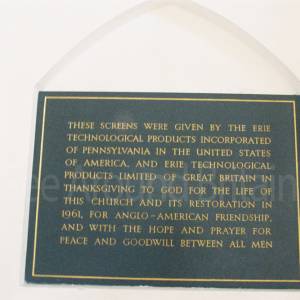 THESE SCREENS WERE GIVEN BY THE ERIE
TECHNOLOGICAL PRODUCTS INCORPORATED
OF PENNSYLVANIA IN THE UNITED STATES
OF AMERICA, AND ERIE TECHNOLOGICAL
PRODUCTS LIMITED OF GREAT BRITAIN IN
THANKSGIVING TO GOD FOR THE LIFE OF
THIS CHURCH AND ITS RESTORATION IN
1961, FOR ANGLO-AMERICAN FRIENDSHIP,
AND WITH THE HOPE AND PRAYER FOR
PEACE AND GOODWILL BETWEEN ALL MEN